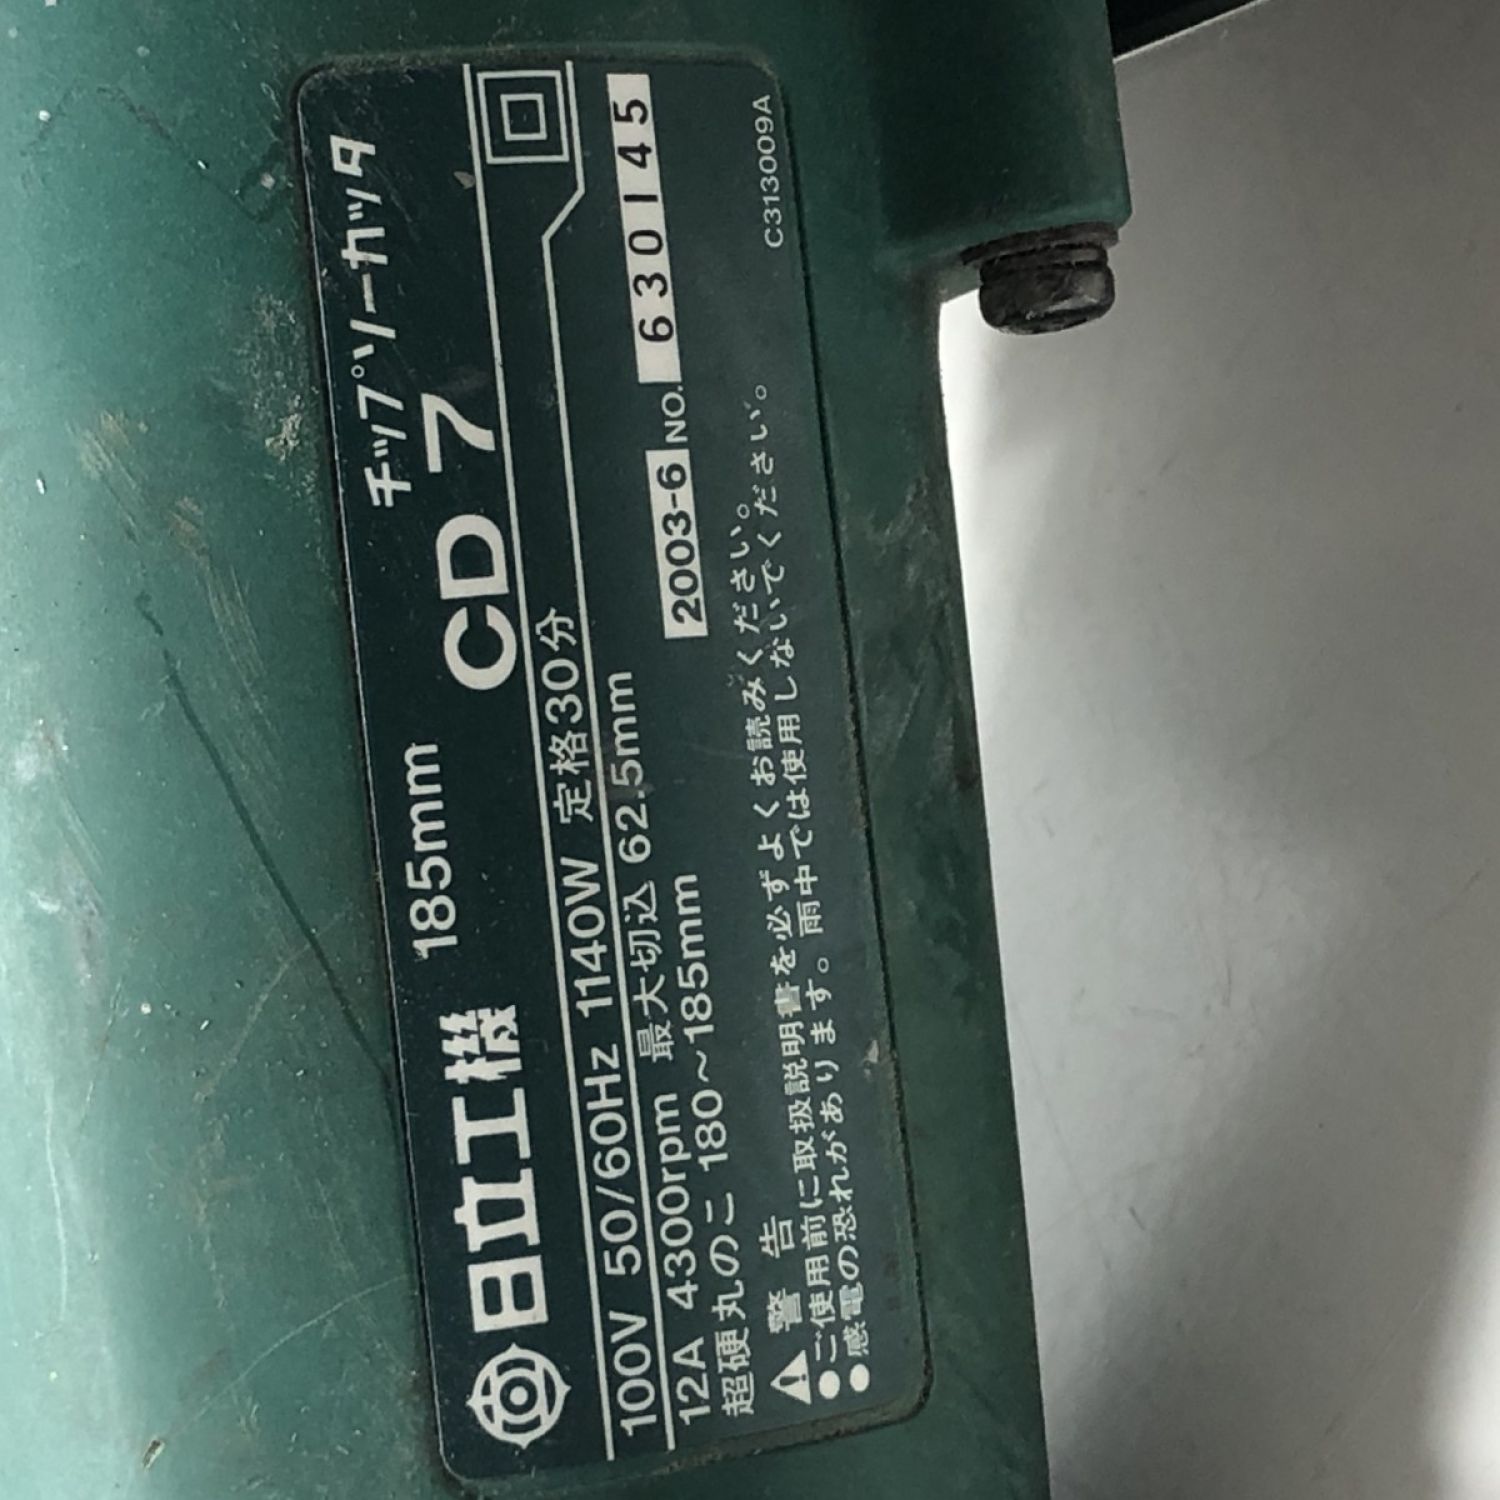 日立工機 185mm チップソーカッタ CD 7
100V 50/60Hz 1140W 定格30分
12A 4300rpm 最大切込 62.5mm
超硬丸のこ 180～185mm
2003-6 NO. 630145
警告
●ご使用前に取扱説明書を必ずよくお読みください。
●感電の恐れがあります。雨中では使用しないでください。
C313009A